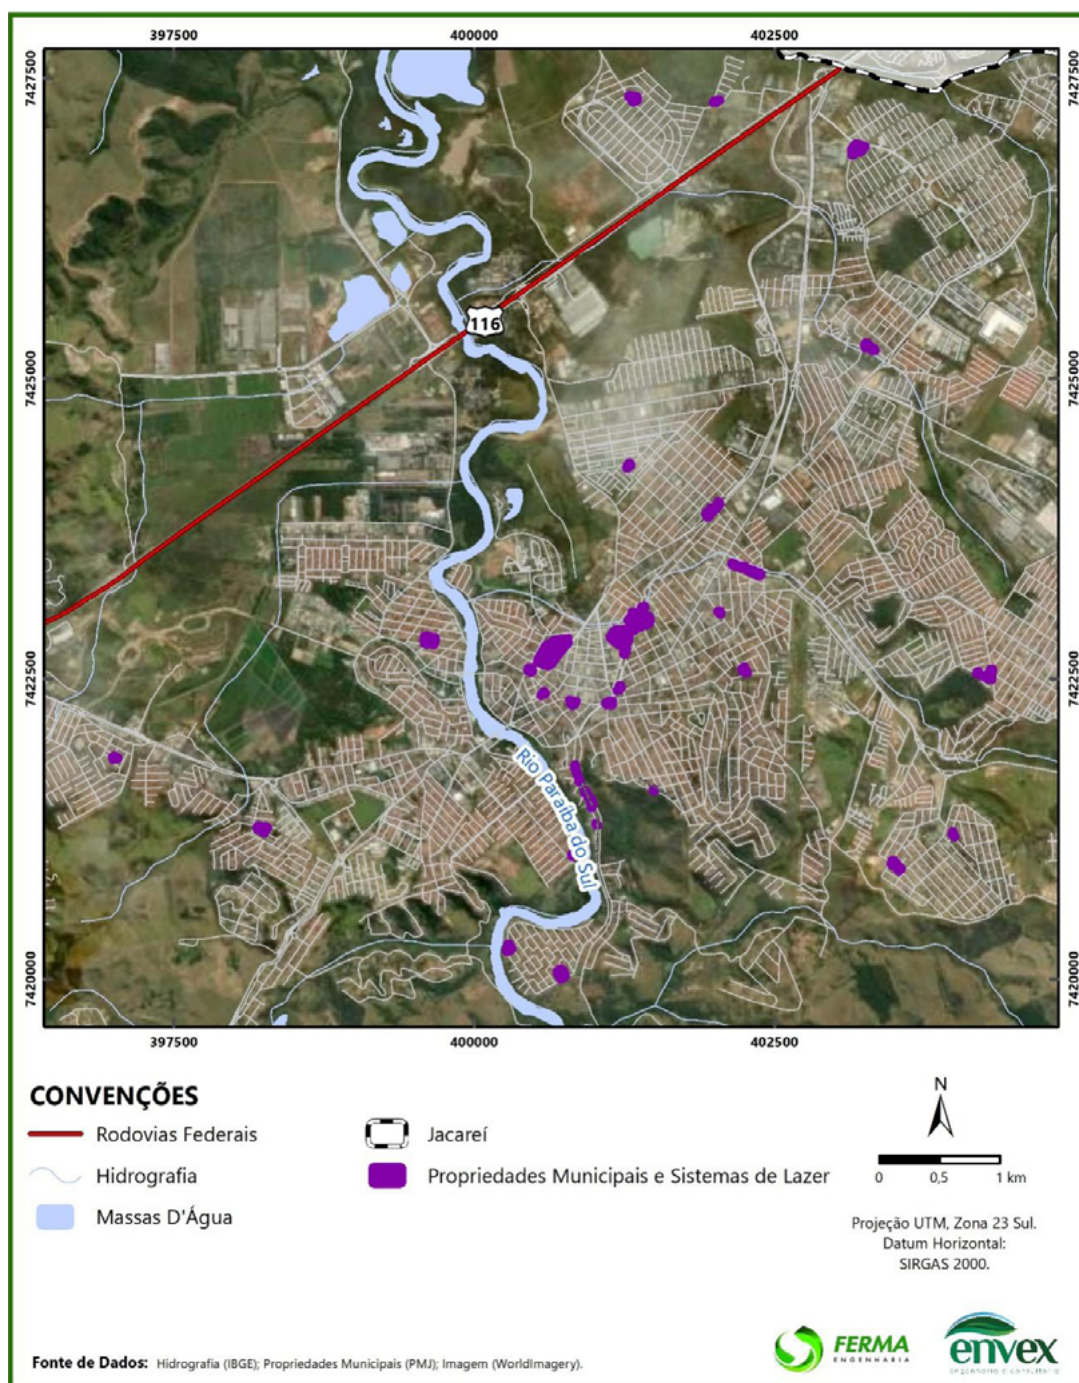 397500 400000 402500
7427500 7427500
116
7425000 7425000
7422500 7422500
Rio Paraíba do Sul
7420000 7420000
397500 400000 402500
CONVENÇÕES
Rodovias Federais
Hidrografia
Massas D'Água
Jacareí
Propriedades Municipais e Sistemas de Lazer
N
0 0,5 1 km
Projeção UTM, Zona 23 Sul.
Datum Horizontal:
SIRGAS 2000.
Fonte de Dados: Hidrografia (IBGE); Propriedades Municipais (PMJ); Imagem (WorldImagery).
FERMA
ENGENHARIA
envex
engenharia e consultoria